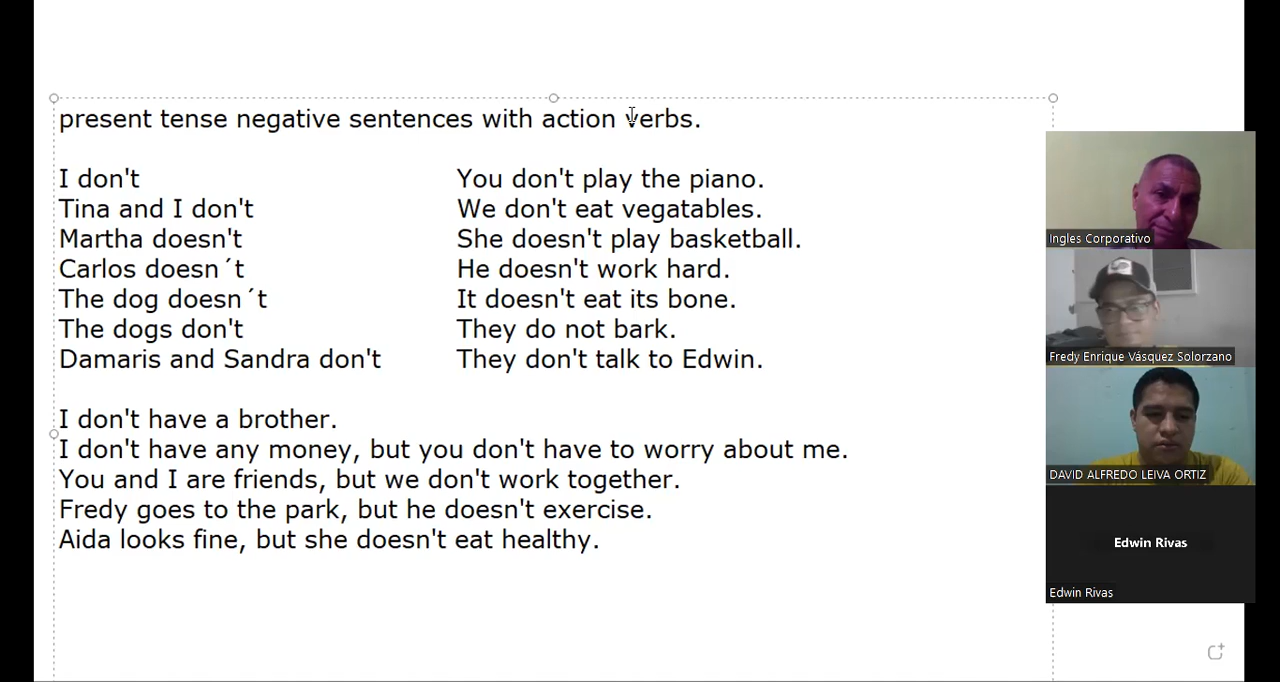 present tense negative sentences with action verbs.
I don't You don't play the piano.
Tina and I don't We don't eat vegatables.
Martha doesn't She doesn't play basketball.
Carlos doesn´t He doesn't work hard.
The dog doesn´t It doesn't eat its bone.
The dogs don't They do not bark.
Damaris and Sandra don't They don't talk to Edwin.
I don't have a brother.
I don't have any money, but you don't have to worry about me.
You and I are friends, but we don't work together.
Fredy goes to the park, but he doesn't exercise.
Aida looks fine, but she doesn't eat healthy.
Ingles Corporativo
Fredy Enrique Vásquez Solorzano
DAVID ALFREDO LEIVA ORTIZ
Edwin Rivas
Edwin Rivas